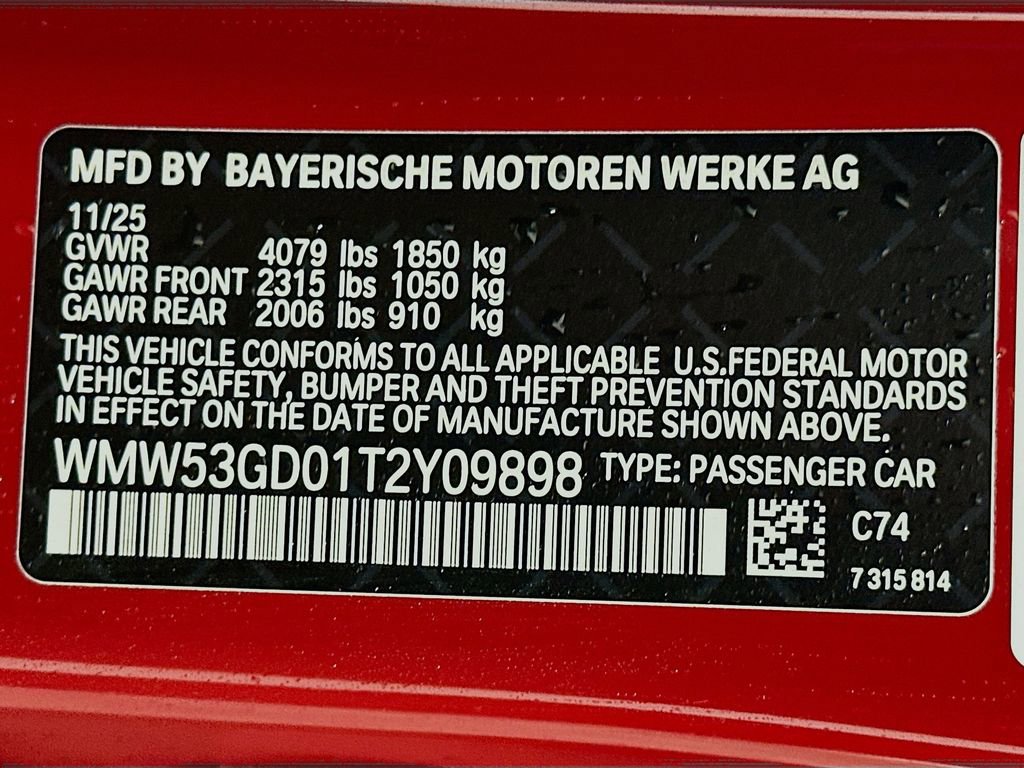 MFD BY BAYERISCHE MOTOREN WERKE AG
11/25
GVWR 4079 lbs 1850 kg
GAWR FRONT 2315 lbs 1050 kg
GAWR REAR 2006 lbs 910 kg
THIS VEHICLE CONFORMS TO ALL APPLICABLE U.S.FEDERAL MOTOR
VEHICLE SAFETY, BUMPER AND THEFT PREVENTION STANDARDS
IN EFFECT ON THE DATE OF MANUFACTURE SHOWN ABOVE.
WMW53GD01T2Y09898 TYPE: PASSENGER CAR
C74
7 315 814